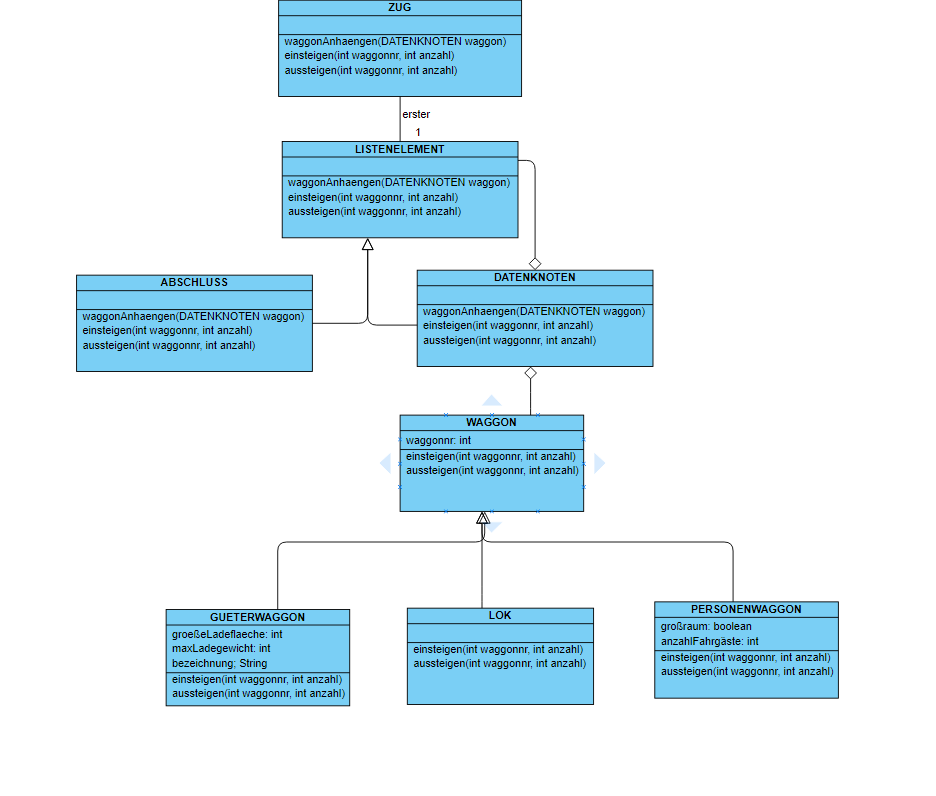 ZUG
waggonAnhaengen(DATENKNOTEN waggon)
einsteigen(int waggonnr, int anzahl)
aussteigen(int waggonnr, int anzahl)
erster
1
LISTENELEMENT
waggonAnhaengen(DATENKNOTEN waggon)
einsteigen(int waggonnr, int anzahl)
aussteigen(int waggonnr, int anzahl)
ABSCHLUSS
waggonAnhaengen(DATENKNOTEN waggon)
einsteigen(int waggonnr, int anzahl)
aussteigen(int waggonnr, int anzahl)
DATENKNOTEN
waggonAnhaengen(DATENKNOTEN waggon)
einsteigen(int waggonnr, int anzahl)
aussteigen(int waggonnr, int anzahl)
WAGGON
waggonnr: int
einsteigen(int waggonnr, int anzahl)
aussteigen(int waggonnr, int anzahl)
GUETERWAGGON
groeßeLadeflaeche: int
maxLadegewicht: int
bezeichnung; String
einsteigen(int waggonnr, int anzahl)
aussteigen(int waggonnr, int anzahl)
LOK
einsteigen(int waggonnr, int anzahl)
aussteigen(int waggonnr, int anzahl)
PERSONENWAGGON
großraum: boolean
anzahlFahrgäste: int
einsteigen(int waggonnr, int anzahl)
aussteigen(int waggonnr, int anzahl)